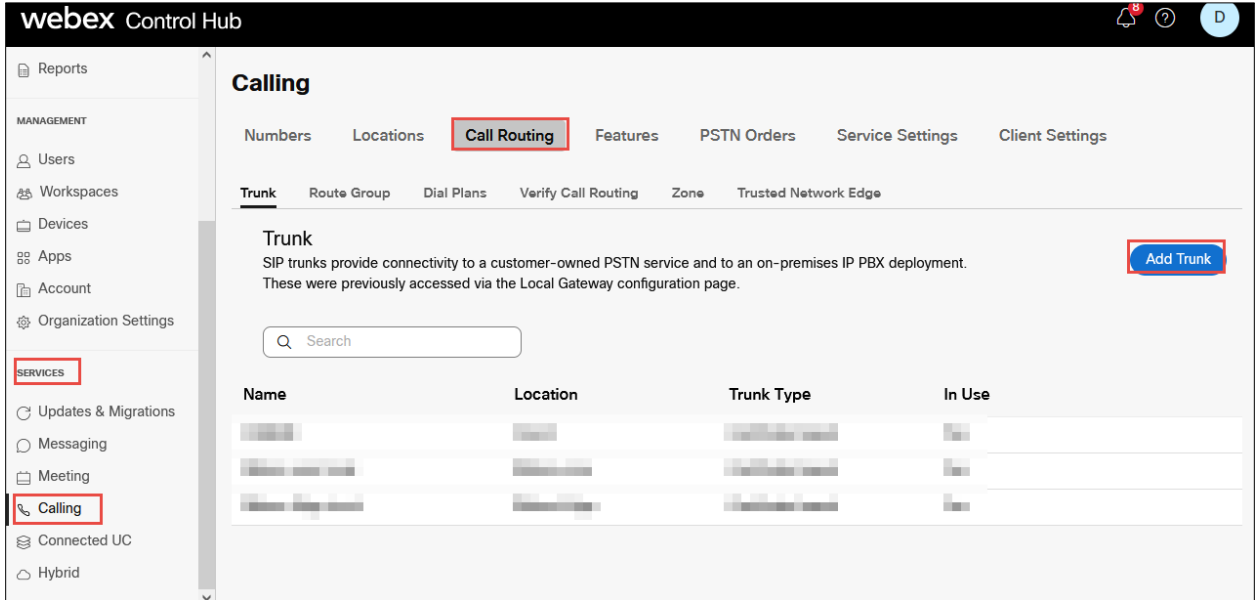 webex Control Hub
8
?
D
Reports
MANAGEMENT
Users
Workspaces
Devices
Apps
Account
Organization Settings
SERVICES
Updates & Migrations
Messaging
Meeting
Calling
Connected UC
Hybrid
Calling
Numbers Locations Call Routing Features PSTN Orders Service Settings Client Settings
Trunk Route Group Dial Plans Verify Call Routing Zone Trusted Network Edge
Trunk
SIP trunks provide connectivity to a customer-owned PSTN service and to an on-premises IP PBX deployment.
These were previously accessed via the Local Gateway configuration page.
Add Trunk
Search
Name Location Trunk Type In Use